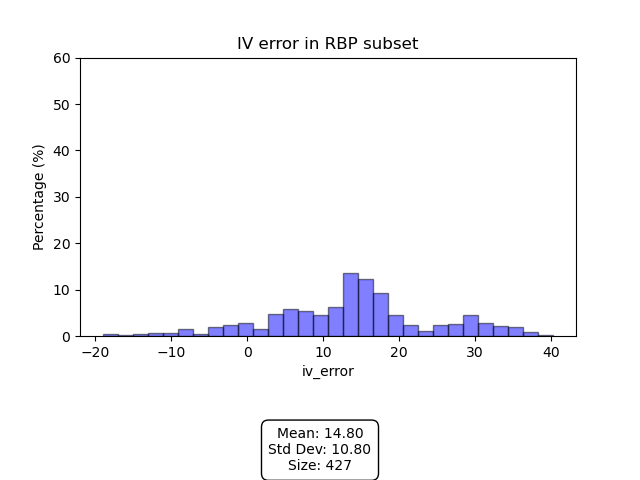 IV error in RBP subset
60
50
40
30
20
10
0
Percentage (%)
−20
−10
0
10
20
30
40
iv_error
Mean: 14.80
Std Dev: 10.80
Size: 427